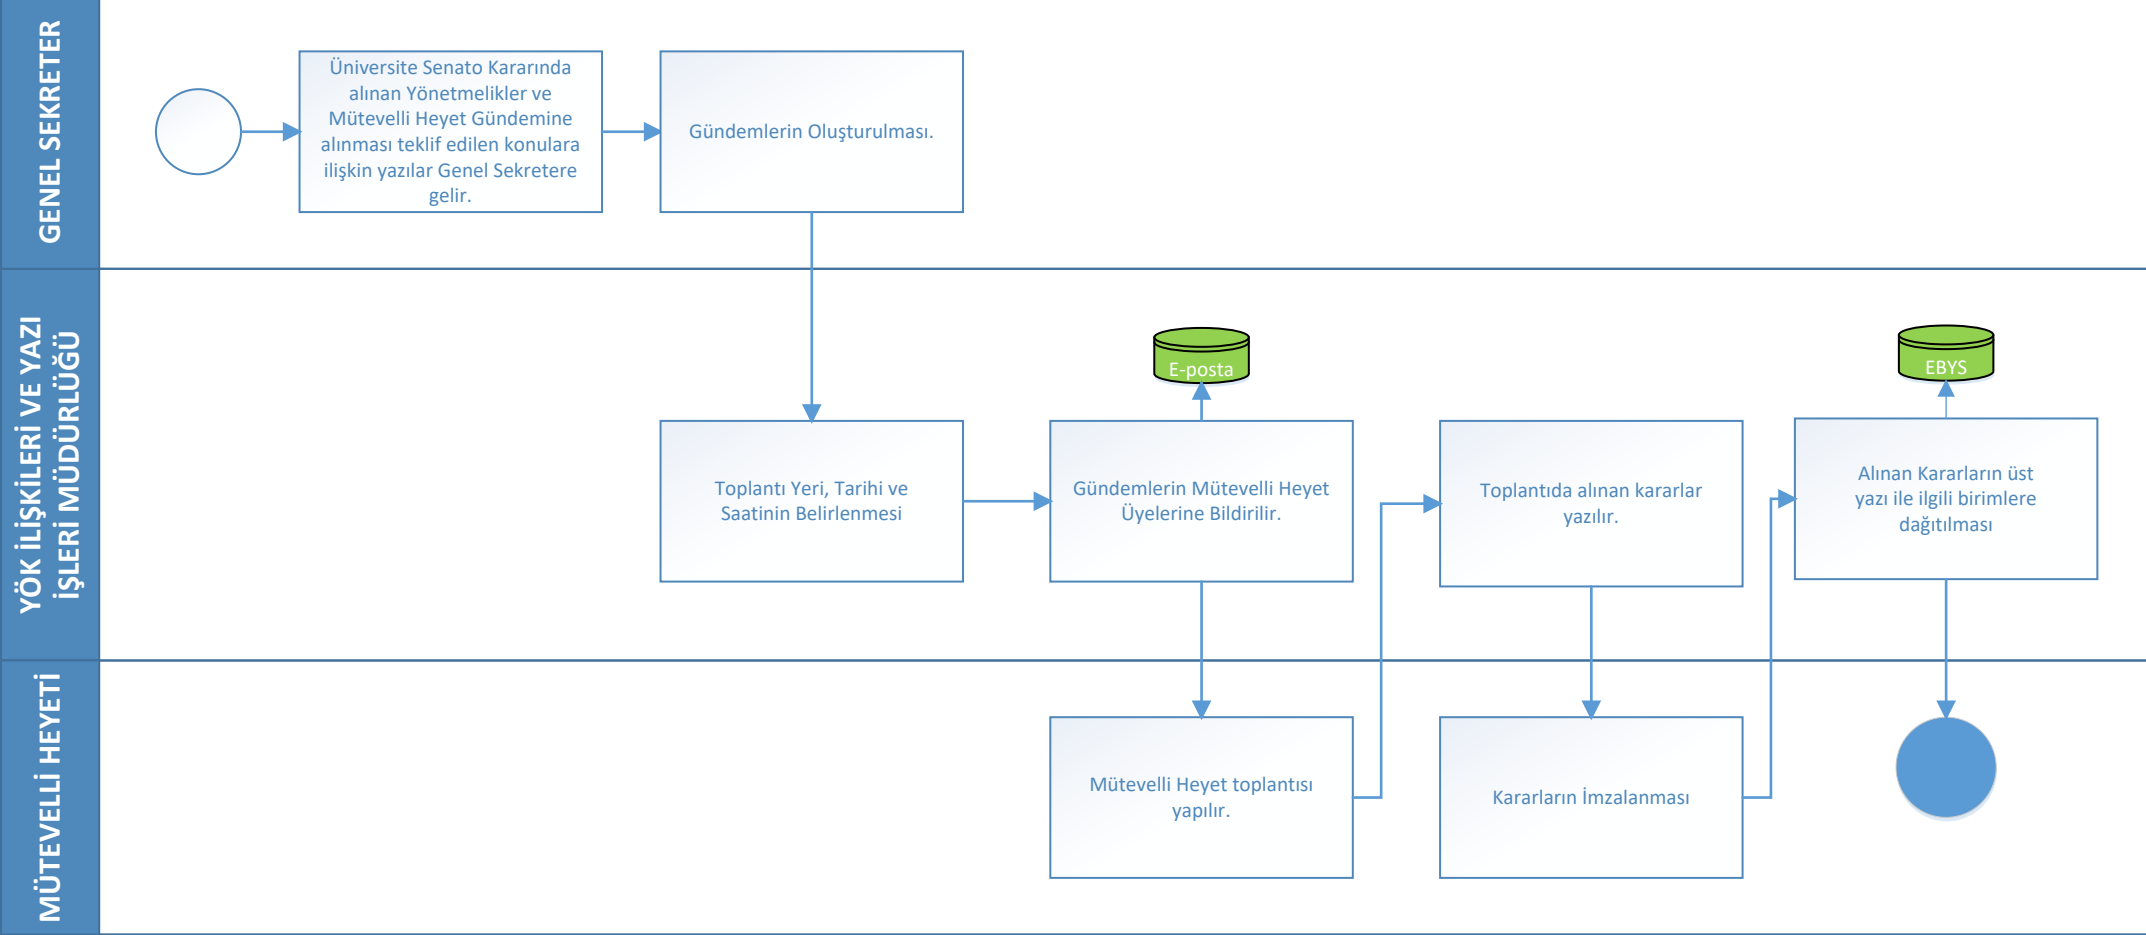 GENEL SEKRETER
Üniversite Senato Kararında
alınan Yönetmelikler ve
Mütevelli Heyet Gündemine
alınması teklif edilen konulara
ilişkin yazılar Genel Sekretere
gelir.
Gündemlerin Oluşturulması.
YÖK İLİŞKİLERİ VE YAZI
İŞLERİ MÜDÜRLÜĞÜ
E-posta
EBYS
Toplantı Yeri, Tarihi ve
Saatinin Belirlenmesi
Gündemlerin Mütevelli Heyet
Üyelerine Bildirilir.
Toplantıda alınan kararlar
yazılır.
Alınan Kararların üst
yazı ile ilgili birimlere
dağıtılması
MÜTEVELLİ HEYETİ
Mütevelli Heyet toplantısı
yapılır.
Kararların İmzalanması